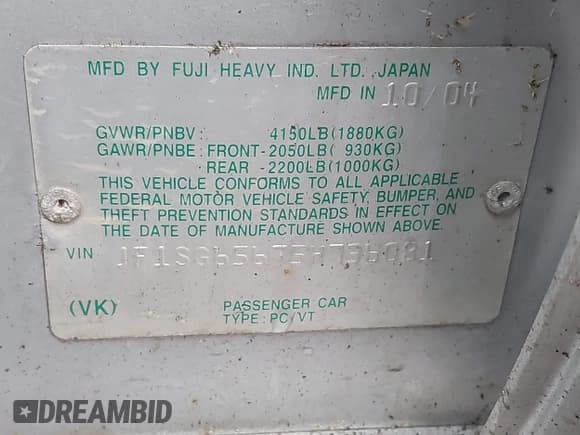 MFD BY FUJI HEAVY IND. LTD. JAPAN
MFD IN 10/04
GVWR/PNBV: 4150LB(1880KG)
GAWR/PNBE: FRONT-2050LB( 930KG)
REAR -2200LB(1000KG)
THIS VEHICLE CONFORMS TO ALL APPLICABLE
FEDERAL MOTOR VEHICLE SAFETY, BUMPER, AND
THEFT PREVENTION STANDARDS IN EFFECT ON
THE DATE OF MANUFACTURE SHOWN ABOVE.
VIN JF1SG65675H736081
(VK) PASSENGER CAR
TYPE: PC/VT
DREAMBID